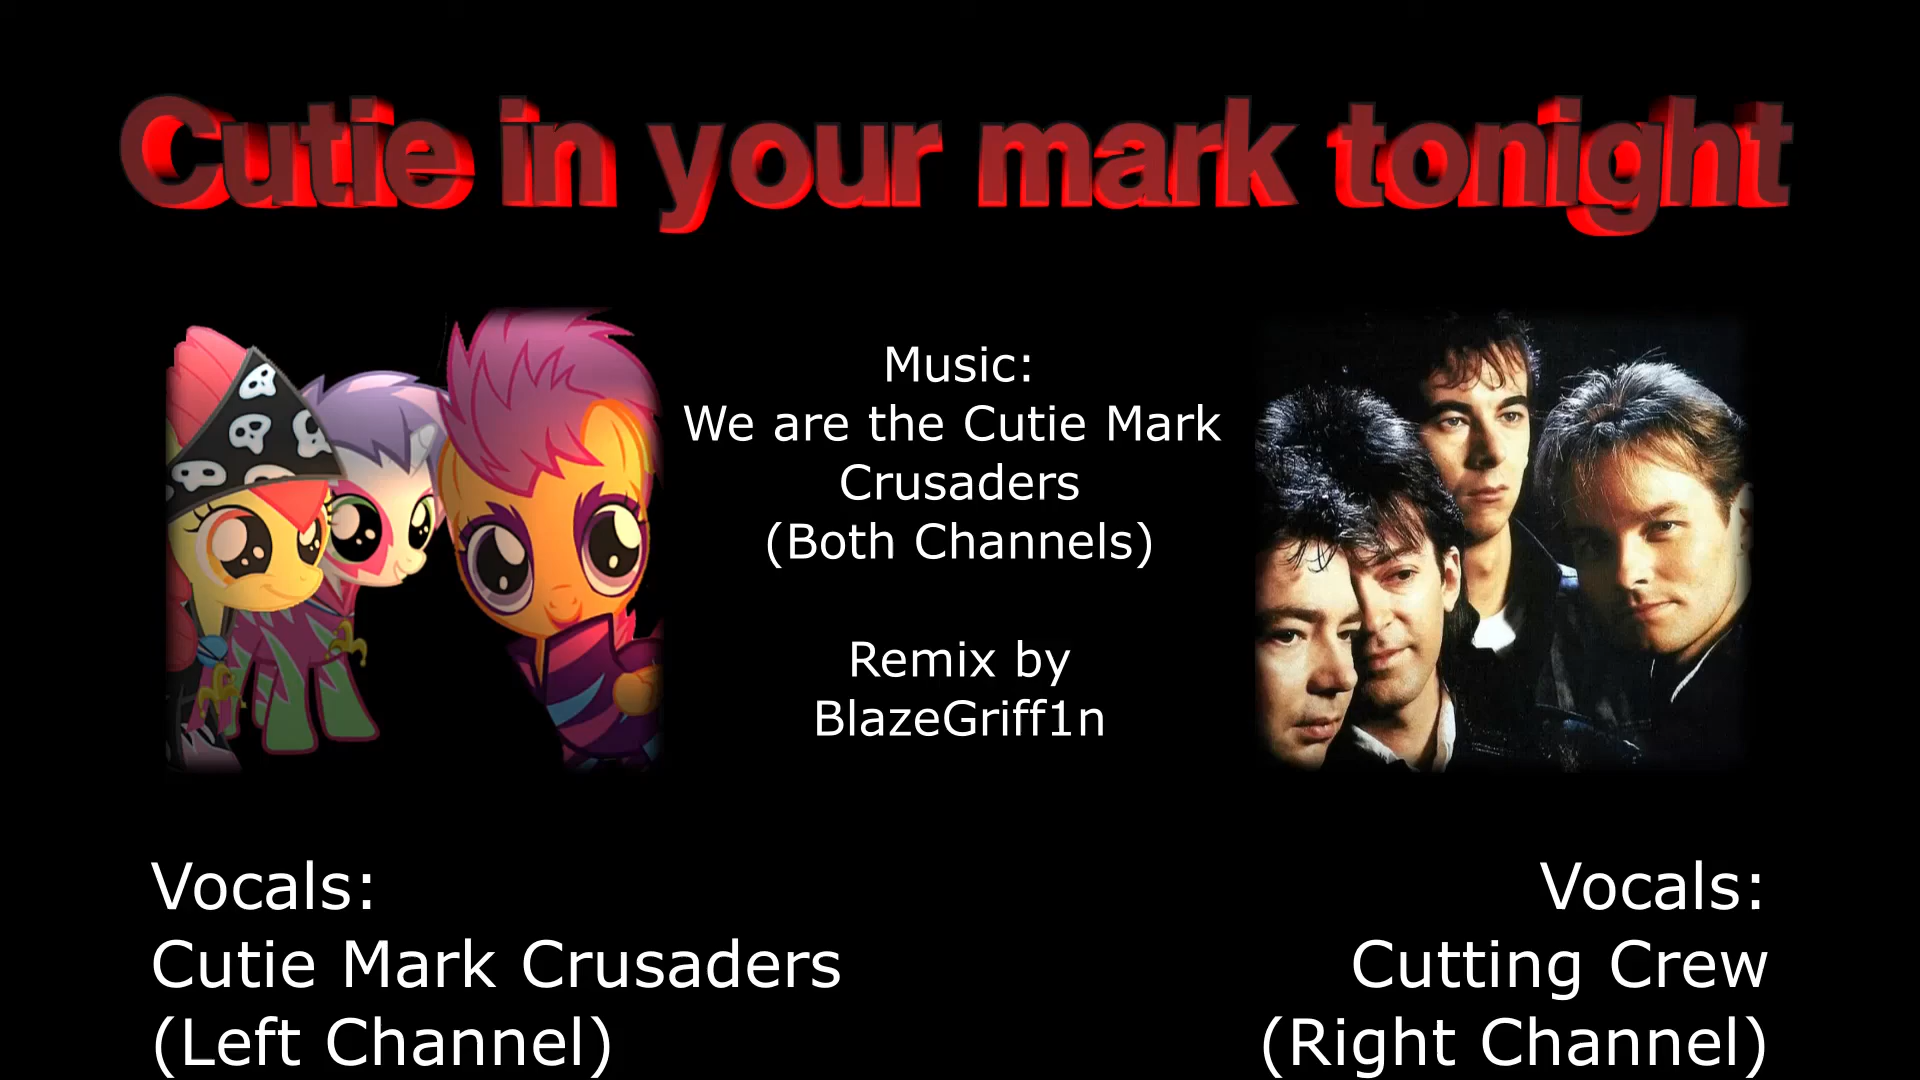 Cutie in your mark tonight
Music:
We are the Cutie Mark
Crusaders
(Both Channels)
Remix by
BlazeGriff1n
Vocals:
Cutie Mark Crusaders
(Left Channel)
Vocals:
Cutting Crew
(Right Channel)